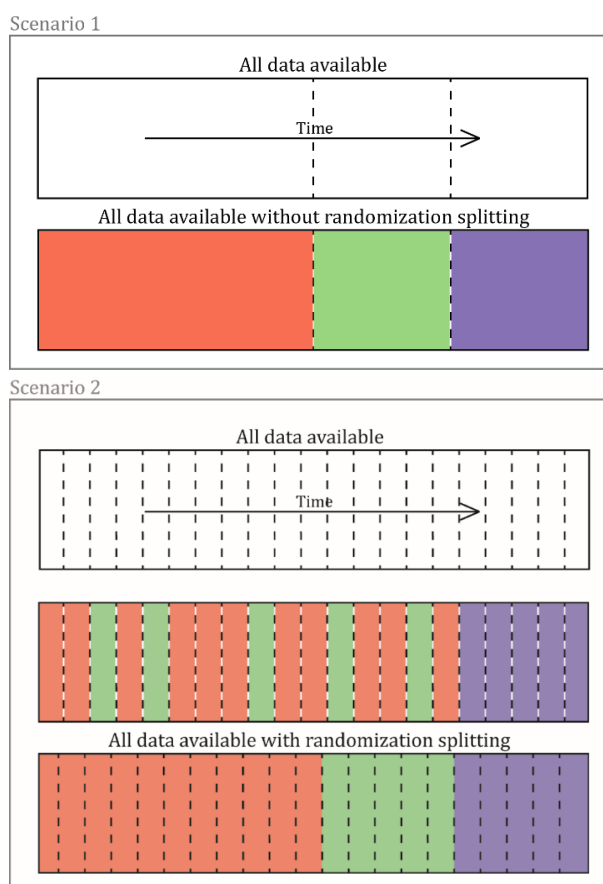 Scenario 1
All data available
Time
All data available without randomization splitting
Scenario 2
All data available
Time
All data available with randomization splitting